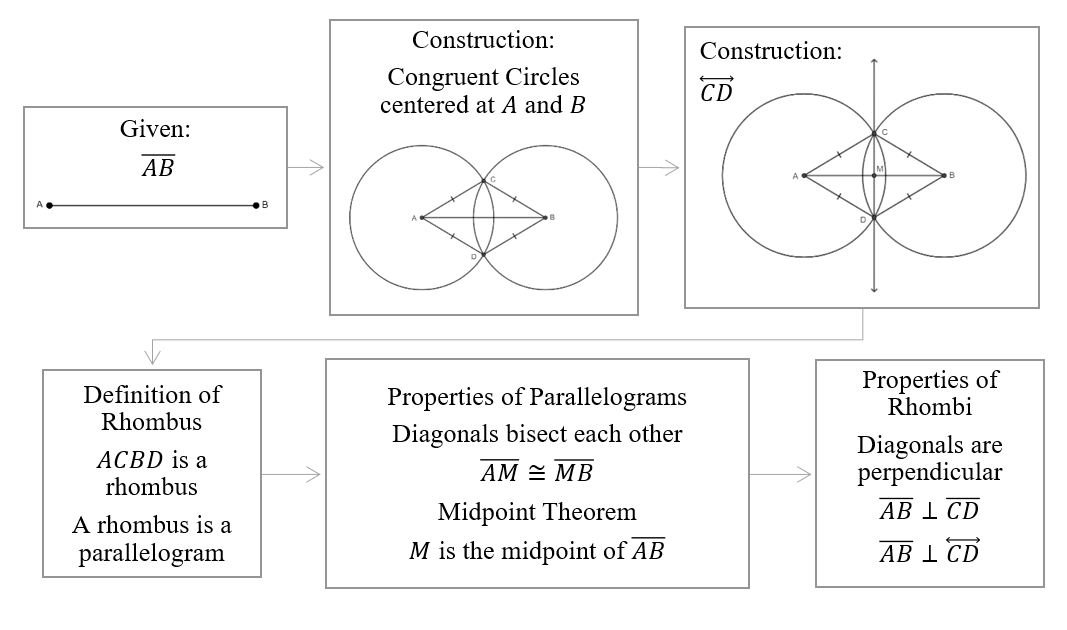 Given:
AB
A B
Construction:
Congruent Circles
centered at A and B
C
A B
D
Construction:
CD
C
A M B
D
Definition of
Rhombus
ACBD is a
rhombus
A rhombus is a
parallelogram
Properties of Parallelograms
Diagonals bisect each other
AM ≅ MB
Midpoint Theorem
M is the midpoint of AB
Properties of
Rhombi
Diagonals are
perpendicular
AB ⊥ CD
AB ⊥ CD